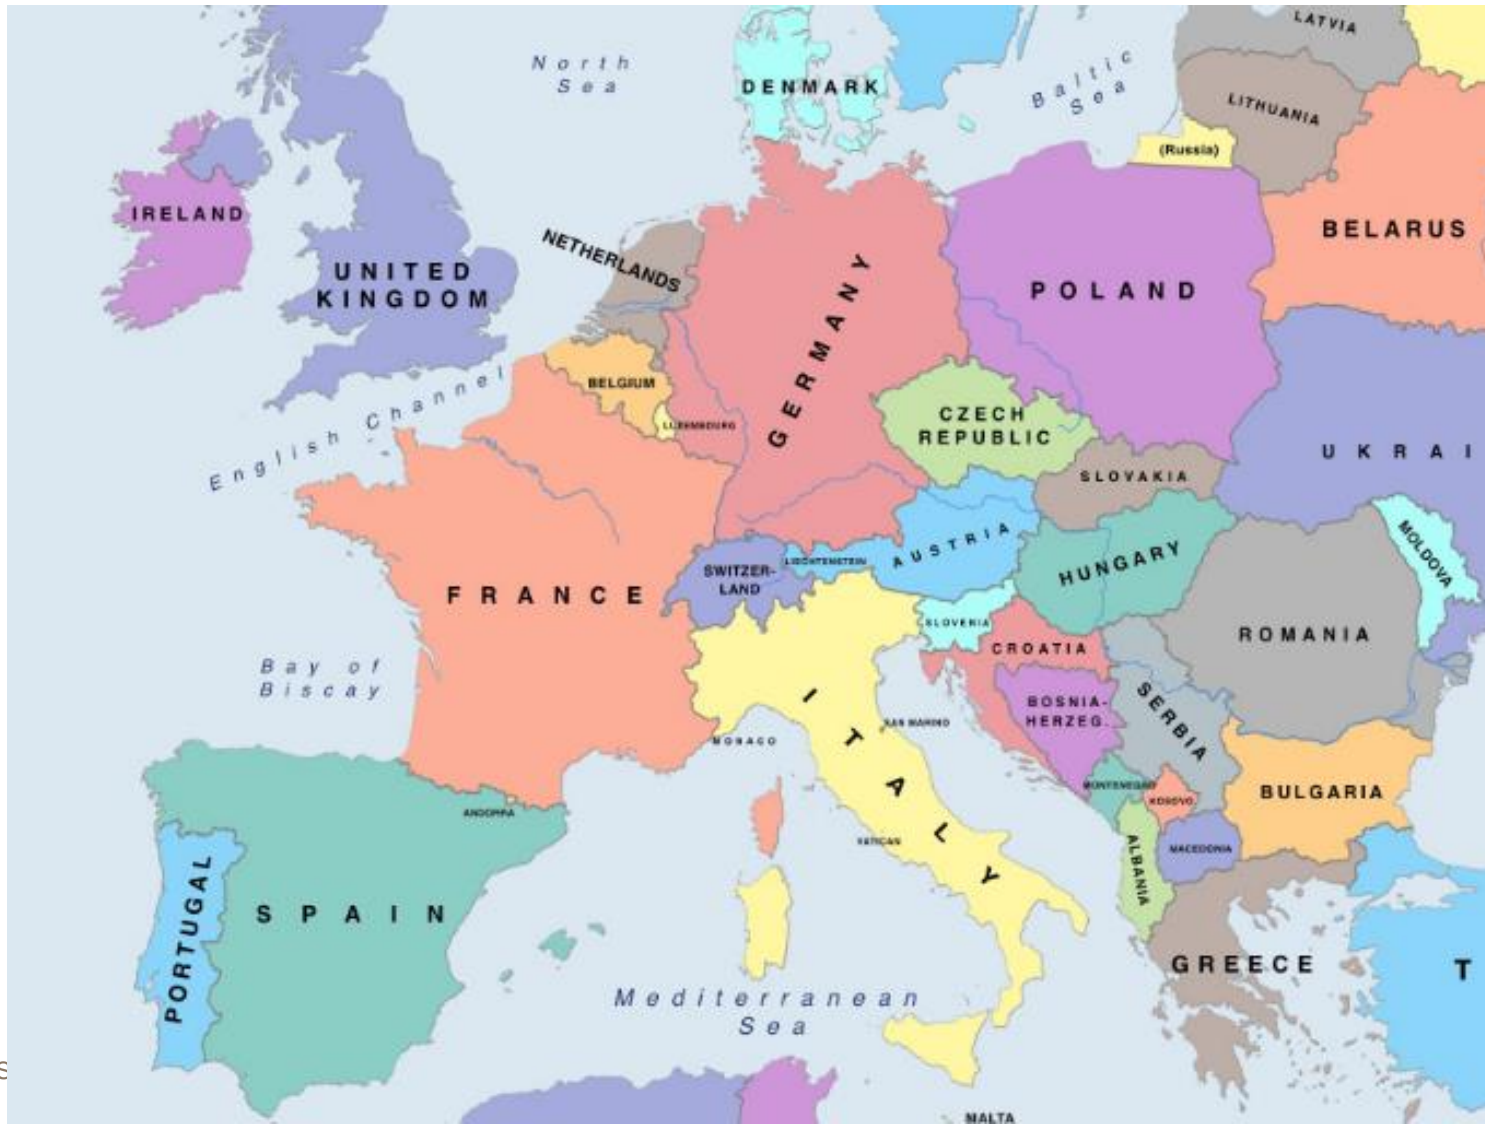 LATVIA
North
Sea
Baltic
Sea
DENMARK
LITHUANIA
(Russia)
IRELAND
BELARUS
NETHERLANDS
UNITED
KINGDOM
GERMANY
POLAND
BELGIUM
English Channel
LUXEMBOURG
CZECH
REPUBLIC
UKRAI
SLOVAKIA
AUSTRIA
MOLDOVA
LIECHTENSTEIN
HUNGARY
SWITZER-
LAND
FRANCE
SLOVENIA
ROMANIA
CROATIA
Bay of
Biscay
BOSNIA-
HERZEG.
SERBIA
ITALY
SAN MARINO
MONACO
MONTENEGRO
KOSOVO
BULGARIA
ANDORRA
VATICAN
MACEDONIA
ALBANIA
PORTUGAL
SPAIN
GREECE
T
Mediterranean
Sea
S
MALTA